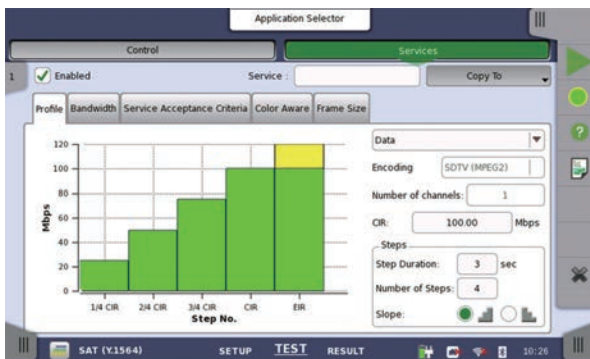 Application Selector
Control
Services
1
Enabled
Service :
Copy To
Profile
Bandwidth
Service Acceptance Criteria
Color Aware
Frame Size
120
100
80
60
40
20
0
Mbps
1/4 CIR
2/4 CIR
3/4 CIR
CIR
EIR
Step No.
Data
Encoding
SDTV (MPEG2)
Number of channels:
1
CIR:
100.00
Mbps
Steps
Step Duration:
3
sec
Number of Steps:
4
Slope:
?
SAT (Y.1564)
SETUP
TEST
RESULT
10:26